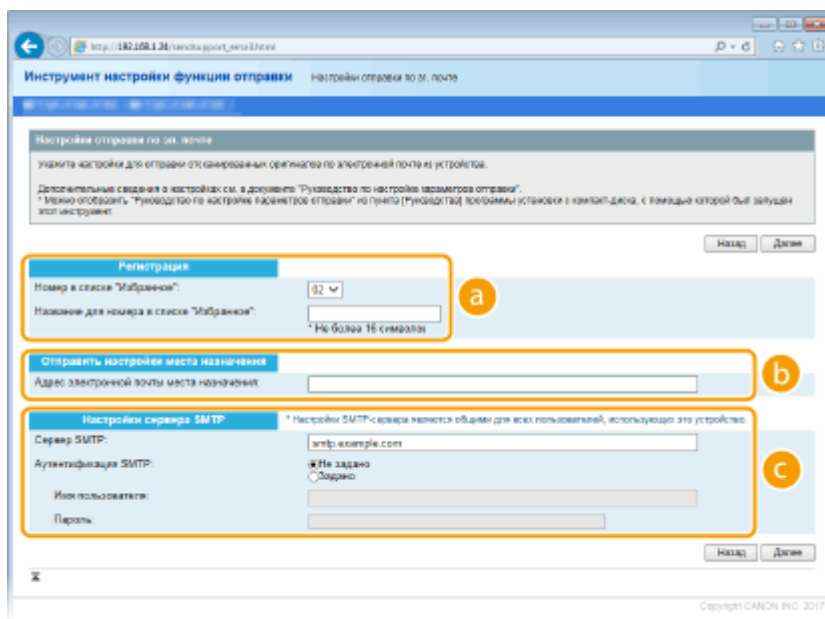 http://192.168.1.24/sendsupport_email.html
Инструмент настройки функции отправки Настройки отправки по эл. почте
Настройки отправки по эл. почте
Укажите настройки для отправки отсканированных оригиналов по электронной почте из устройства.
Дополнительные сведения о настройках см. в документе "Руководство по настройке параметров отправки".
* Можно отобразить "Руководство по настройке параметров отправки" из пункта [Руководства] программы установки с компакт-диска, с помощью которой был запущен
этот инструмент.
Назад Далее
Регистрация
Номер в списке "Избранное": 02
Название для номера в списке "Избранное":
* Не более 16 символов
a
Отправить настройки места назначения
Адрес электронной почты места назначения:
b
Настройки сервера SMTP * Настройки SMTP-сервера являются общими для всех пользователей, использующих это устройство.
Сервер SMTP: smtp.example.com
Аутентификация SMTP: Не задано
Задано
c
Имя пользователя:
Пароль:
Назад Далее
Copyright CANON INC. 2017